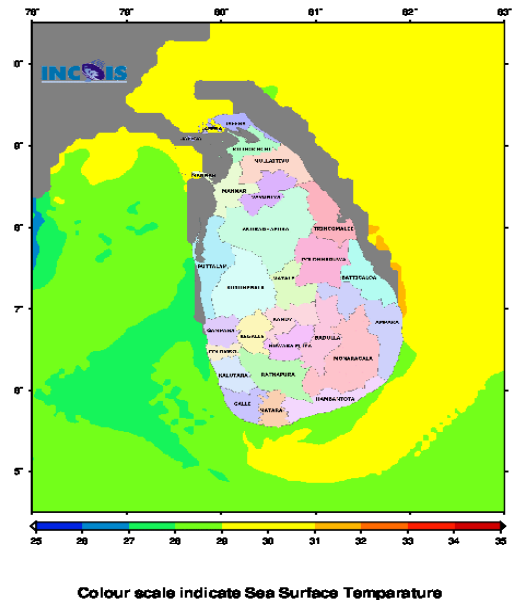 78° 79° 80° 81° 82° 83°
INCOIS
9°
JAFFNA
KILINOCHCHI
MULLAITIVU
MANNAR
VAVUNIYA
8°
ANURADHAPURA
TRINCOMALEE
POLONNARUWA
PUTTALAM
BATTICALOA
MATALE
KURUNEGALA
7°
KANDY
AMPARA
GAMPAHA
KEGALLE
BADULLA
NUWARA ELIYA
COLOMBO
MONARAGALA
KALUTARA
RATNAPURA
6°
HAMBANTOTA
GALLE
MATARA
5°
25 26 27 28 29 30 31 32 33 34 35
Colour scale indicate Sea Surface Temparature